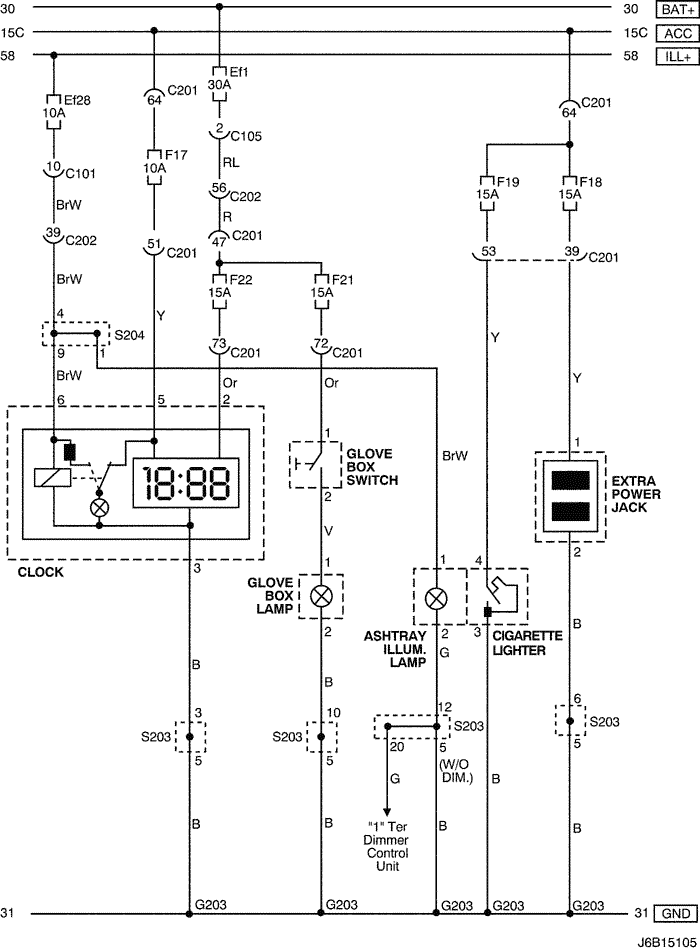 30 30 BAT+
15C 15C ACC
58 58 ILL+
Ef28
10A
C201
64
Ef1
30A
C201
64
2 C105
F17
10A
10 C101
RL
F19
15A
F18
15A
56 C202
BrW
R
39 C202
51 C201
C201
47
53 39 C201
BrW
F22
15A
F21
15A
4
Y
S204
9 1
Y
73 C201
72 C201
BrW
Or
Or
Y
6 5 2
1
GLOVE
BOX
SWITCH
2
BrW
1
EXTRA
POWER
JACK
2
18:88
CLOCK
3
V
1
GLOVE
BOX
LAMP
2
1 4
2 3
ASHTRAY
ILLUM.
LAMP
G
CIGARETTE
LIGHTER
B
B
B
3
S203
5
10
S203
5
12
S203
20 5
6
S203
5
(W/O
DIM.)
G
B
B
B
B
B
"1" Ter
Dimmer
Control
Unit
31 G203 G203 G203 G203 G203 31 GND
J6B15105